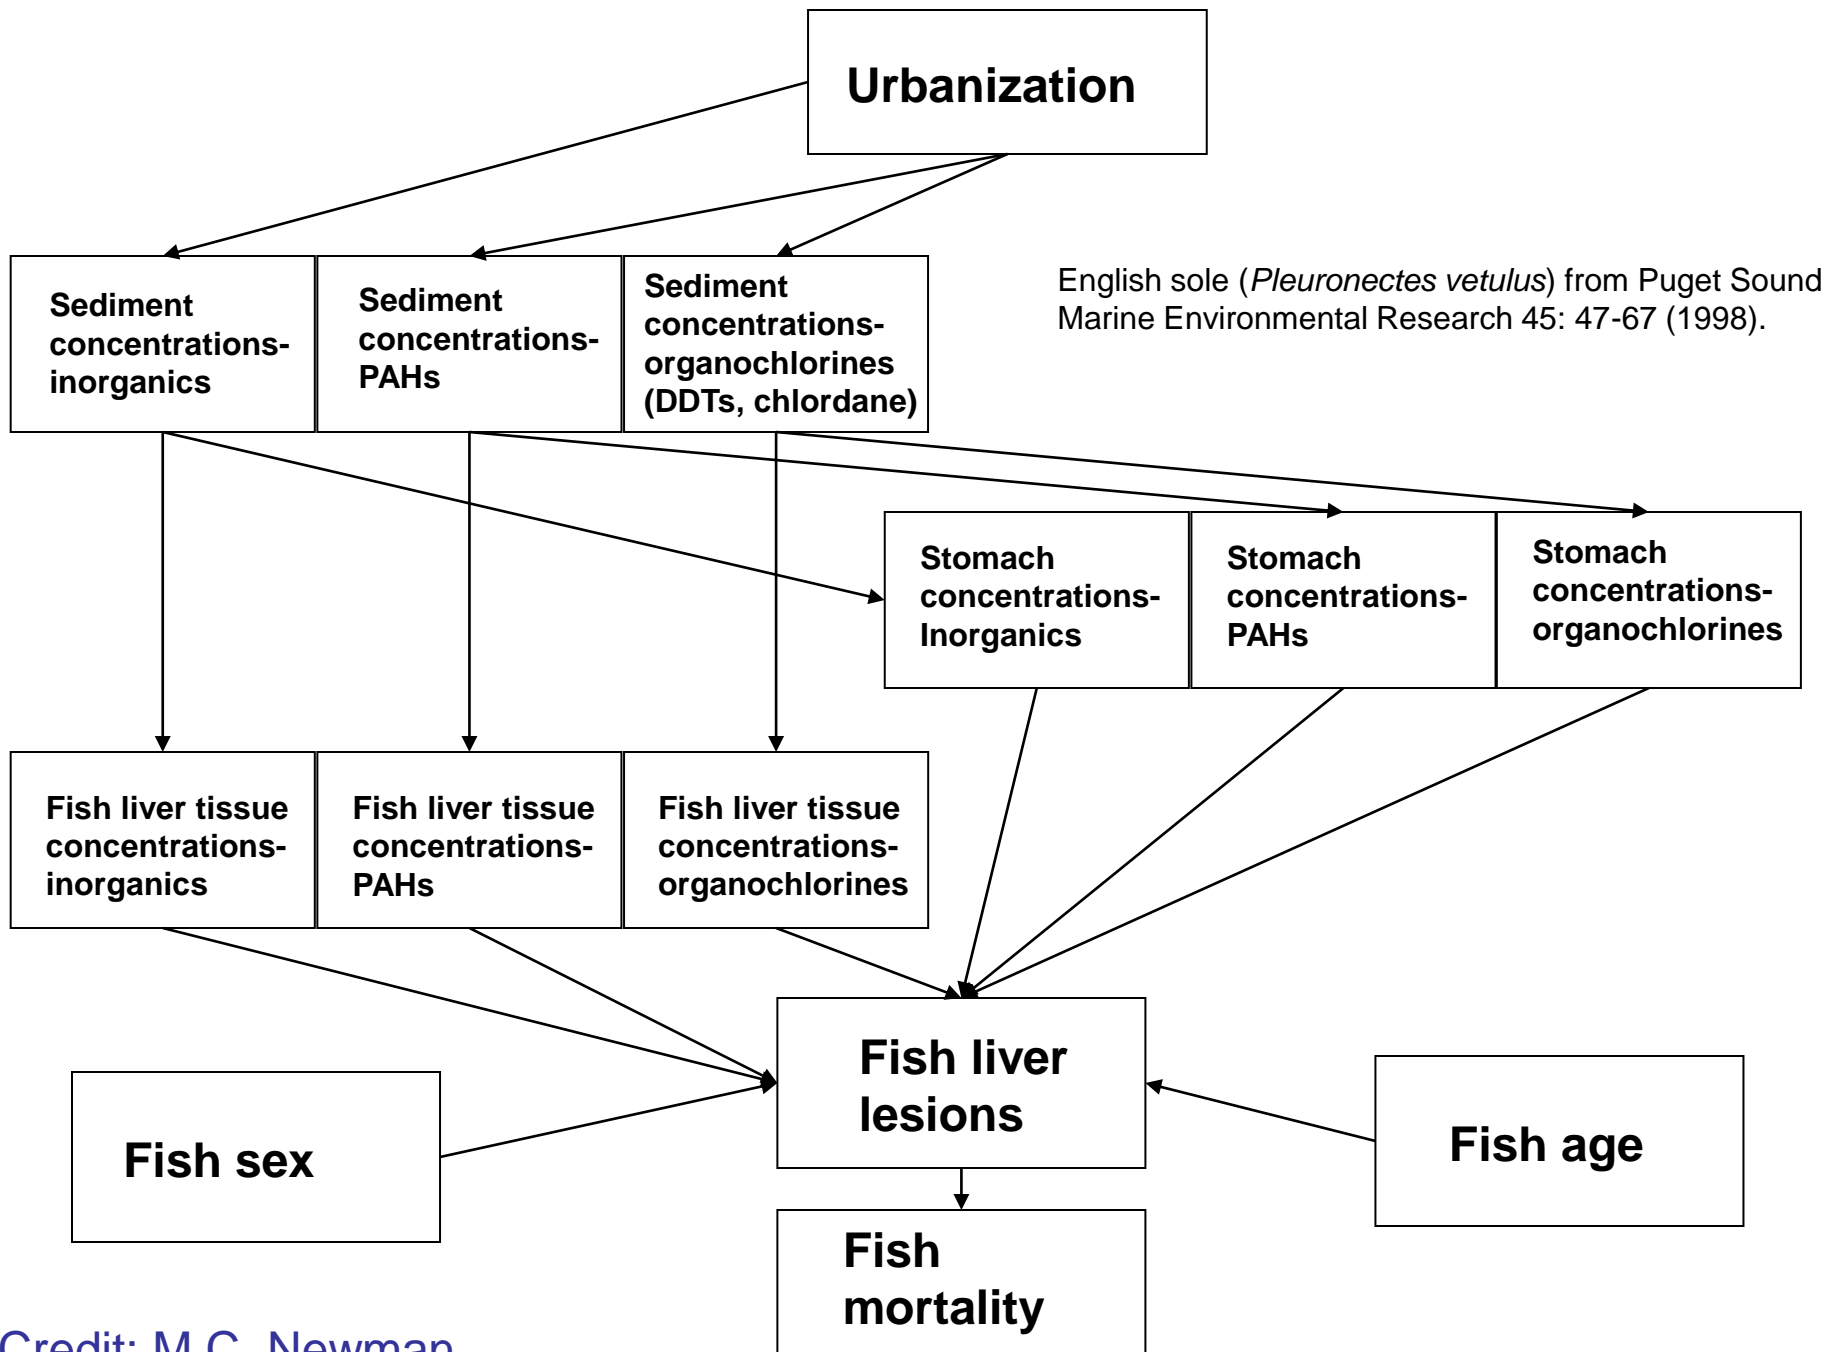 Urbanization
Sediment
concentrations-
inorganics
Sediment
concentrations-
PAHs
Sediment
concentrations-
organochlorines
(DDTs, chlordane)
English sole (Pleuronectes vetulus) from Puget Sound
Marine Environmental Research 45: 47-67 (1998).
Stomach
concentrations-
Inorganics
Stomach
concentrations-
PAHs
Stomach
concentrations-
organochlorines
Fish liver tissue
concentrations-
inorganics
Fish liver tissue
concentrations-
PAHs
Fish liver tissue
concentrations-
organochlorines
Fish liver
lesions
Fish sex
Fish age
Fish
mortality
Credit: M.C. Newman